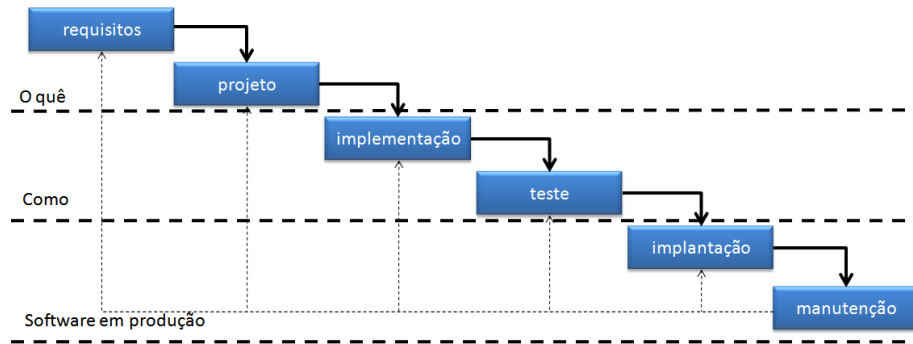 requisitos
projeto
O quê
implementação
teste
Como
implantação
manutenção
Software em produção